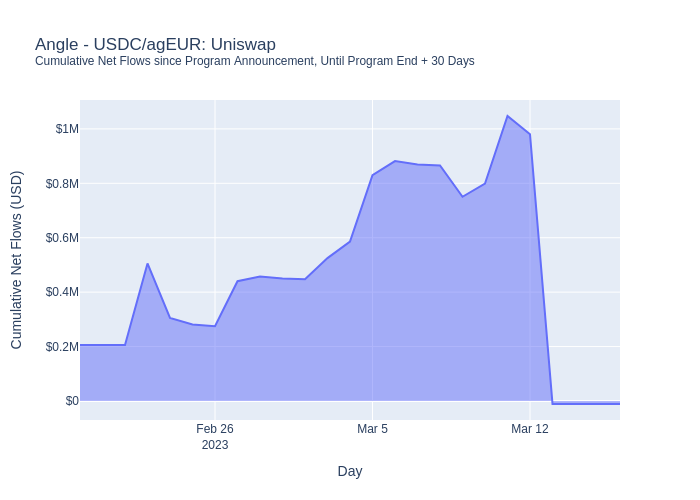 Angle - USDC/agEUR: Uniswap
Cumulative Net Flows since Program Announcement, Until Program End + 30 Days
Cumulative Net Flows (USD)
$1M
$0.8M
$0.6M
$0.4M
$0.2M
$0
Feb 26
2023
Mar 5
Mar 12
Day